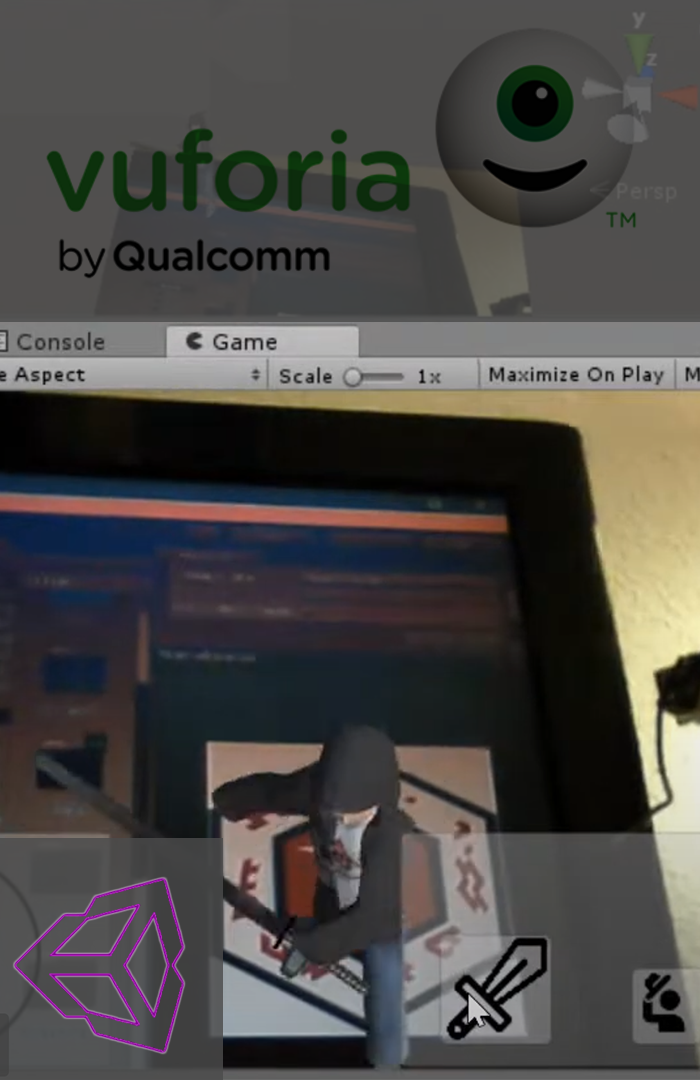 y
z
vuforia
by Qualcomm
Persp
TM
Console
Game
e Aspect
Scale
1x
Maximize On Play
M